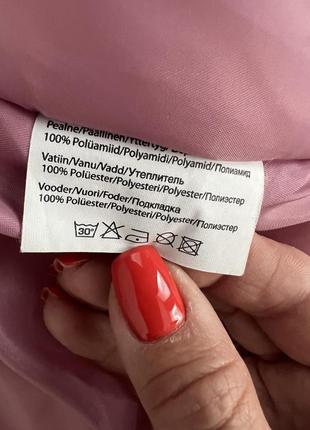 Pealne/Päällinen/Yttertyg/
100% Polüamiid/Polyamidi/Polyamid/Полиамид
Vatiin/Vanu/Vadd/Утеплитель
100% Polüester/Polyesteri/Polyester/Полиэстер
Vooder/Vuori/Foder/Подкладка
100% Polüester/Polyesteri/Polyester/Полиэстер
30°